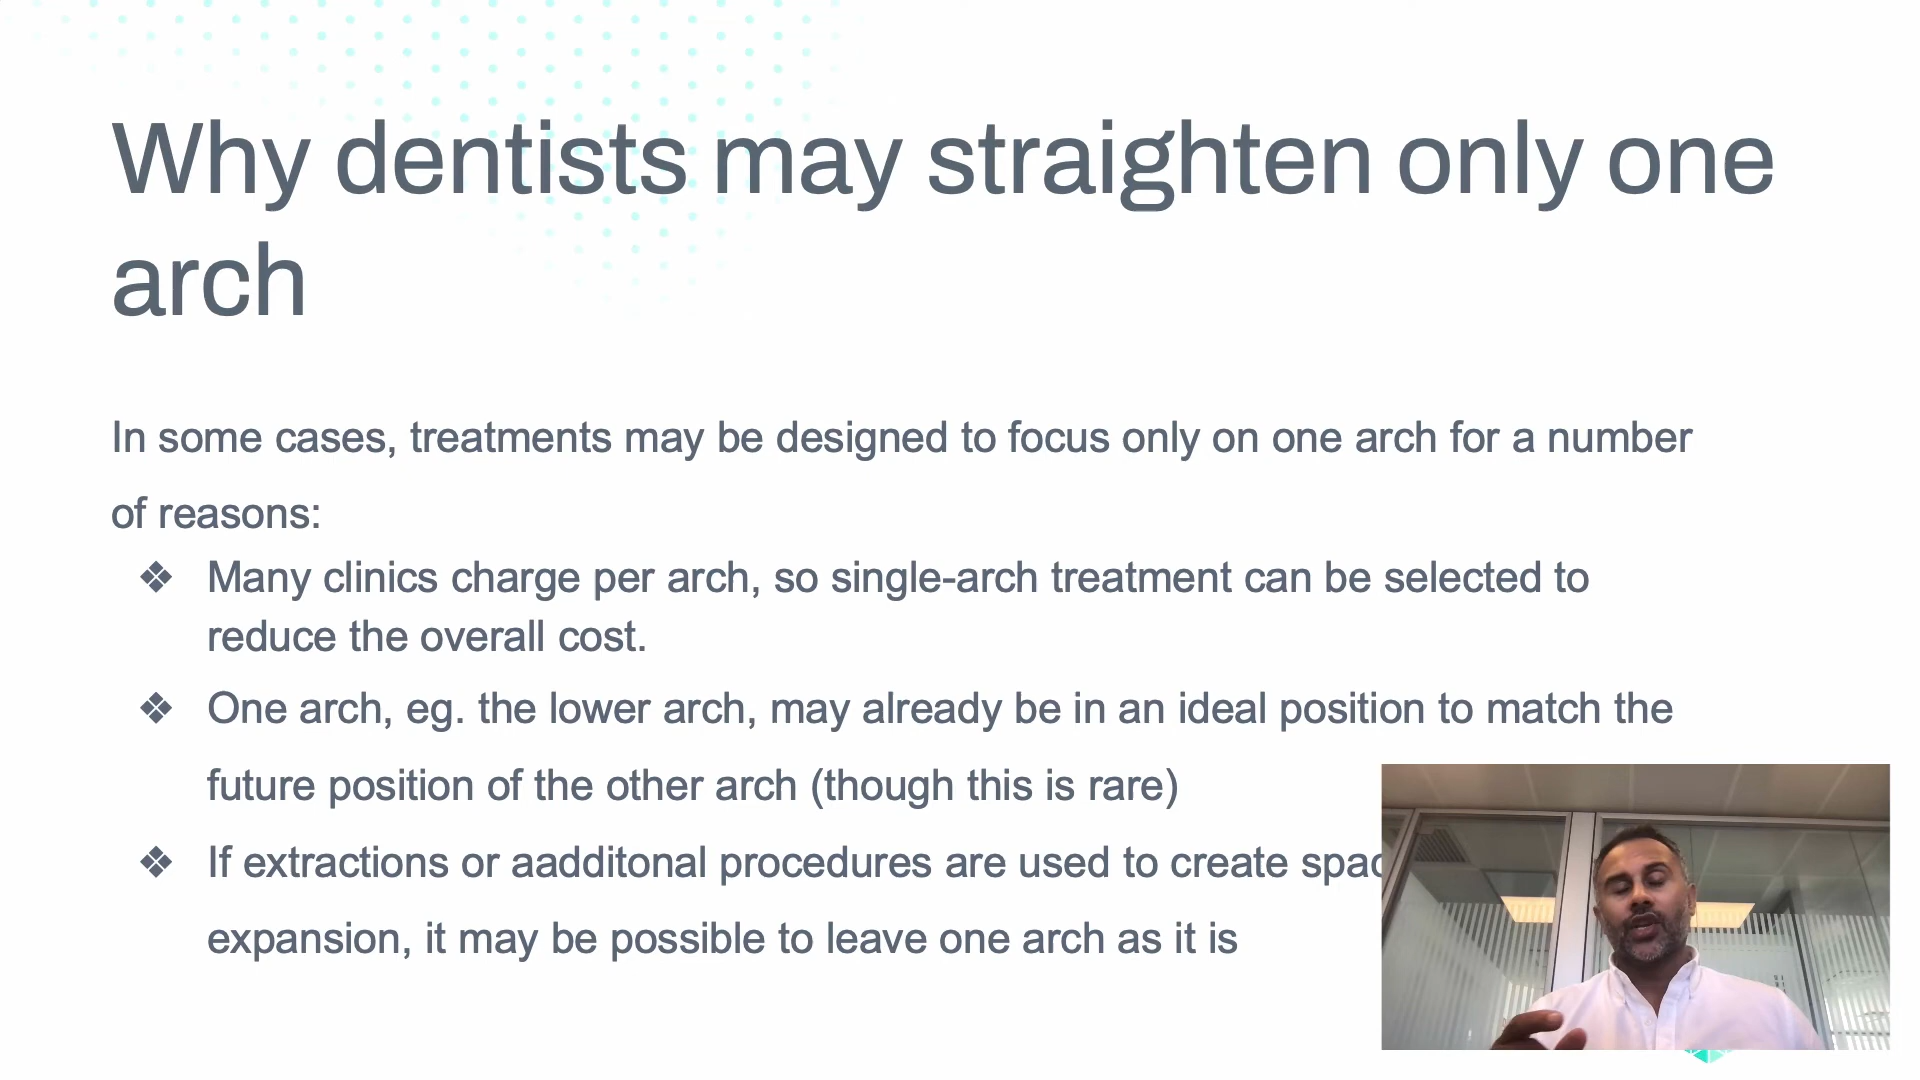 Why dentists may straighten only one
arch
In some cases, treatments may be designed to focus only on one arch for a number
of reasons:
❖ Many clinics charge per arch, so single-arch treatment can be selected to
reduce the overall cost.
❖ One arch, eg. the lower arch, may already be in an ideal position to match the
future position of the other arch (though this is rare)
❖ If extractions or aadditonal procedures are used to create
expansion, it may be possible to leave one arch as it is